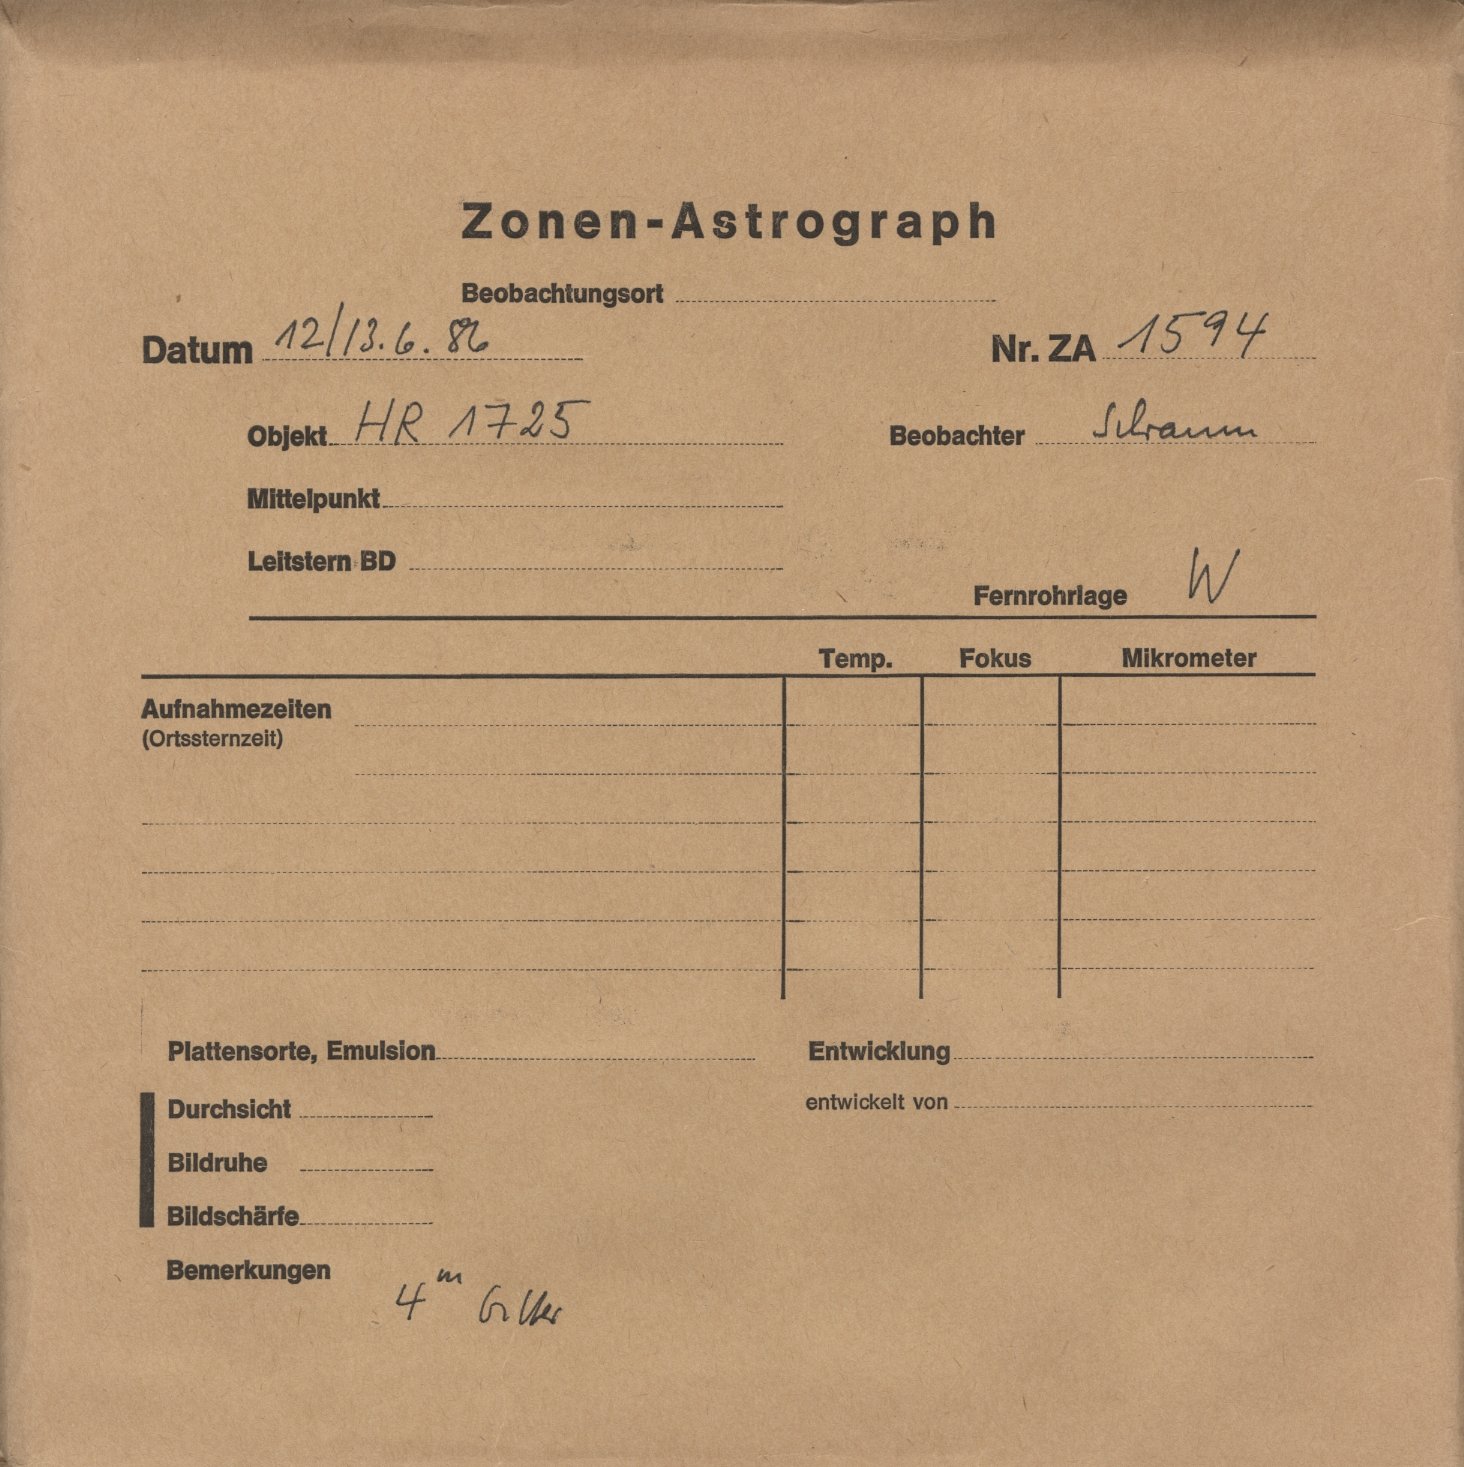 Zonen-Astrograph
Beobachtungsort
Datum 12/13.6.86 Nr. ZA 1594
Objekt HR 1725 Beobachter Schramm
Mittelpunkt
Leitstern BD
Fernrohrlage W
Temp. Fokus Mikrometer
Aufnahmezeiten
(Ortssternzeit)
Plattensorte, Emulsion Entwicklung
Durchsicht entwickelt von
Bildruhe
Bildschärfe
Bemerkungen
4ᵐ Gitter